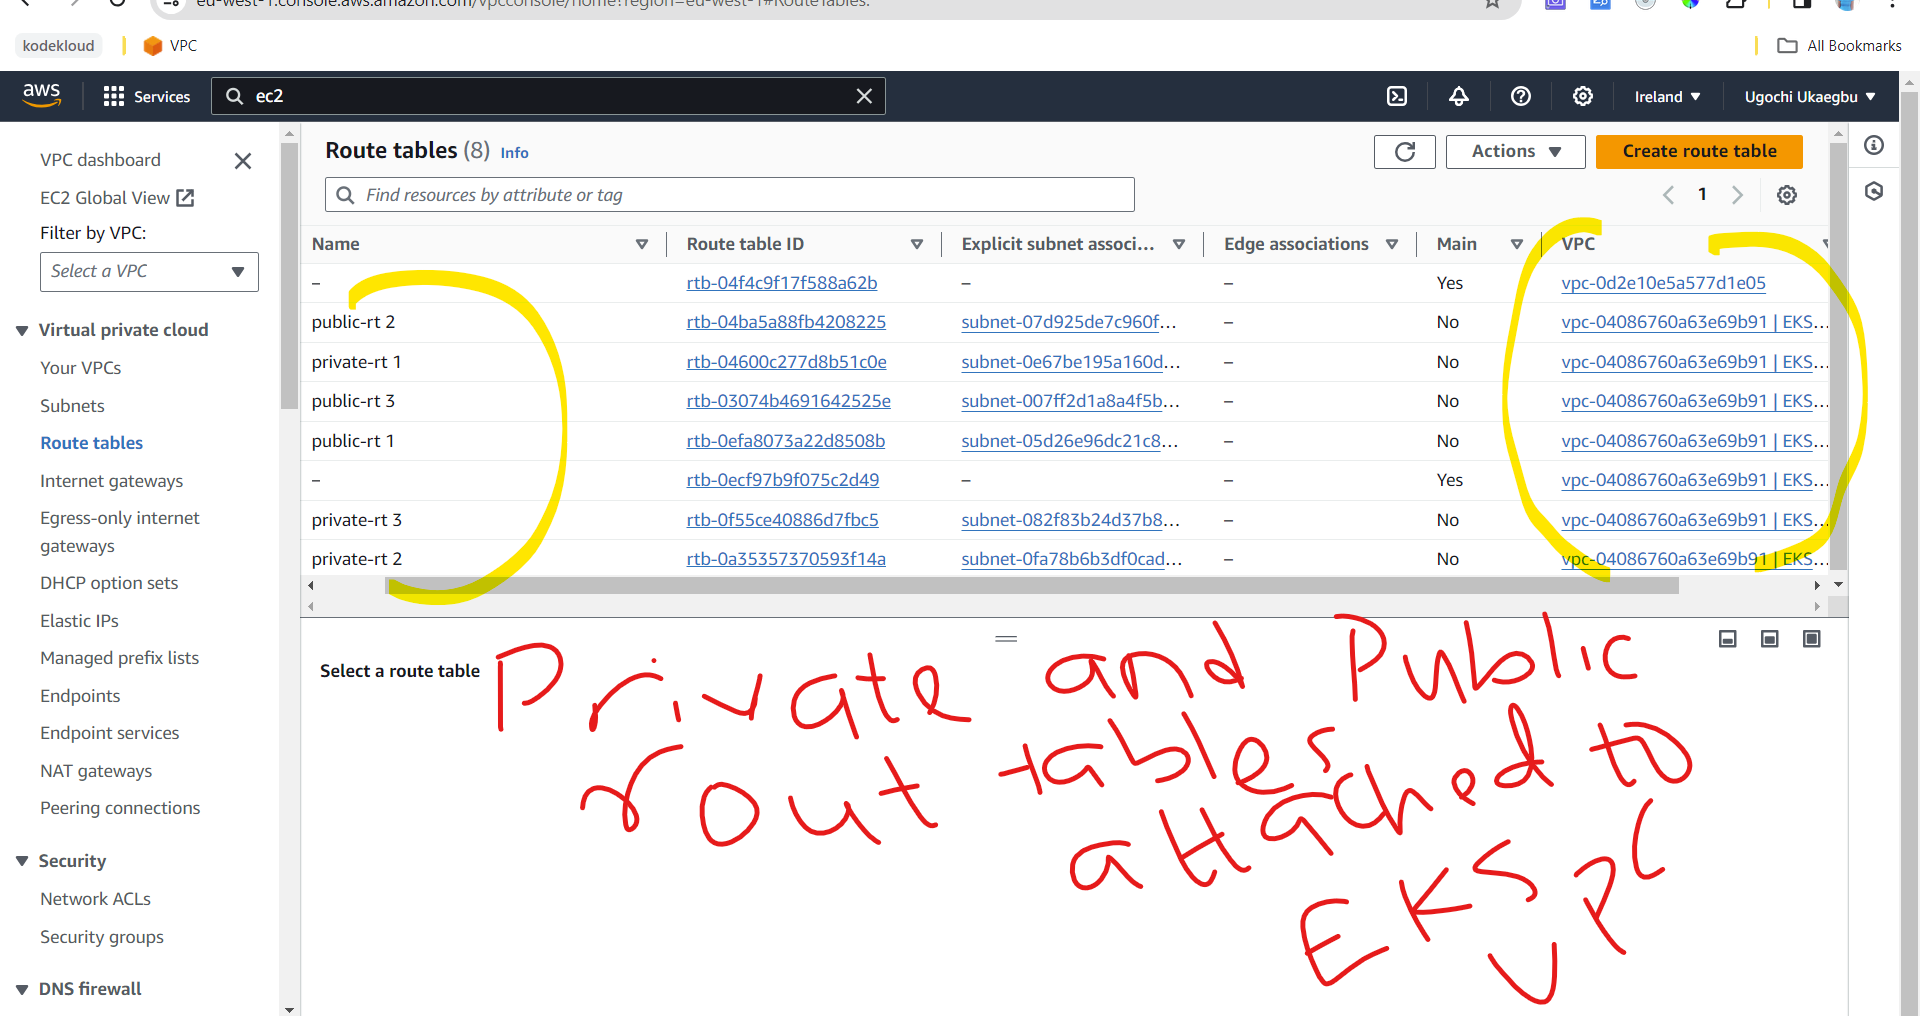 eu-west-1.console.aws.amazon.com/vpcconsole/home?region=eu-west-1#RouteTables:
kodekloud VPC All Bookmarks
aws Services ec2 Ireland Ugochi Ukaegbu
VPC dashboard
EC2 Global View
Filter by VPC:
Select a VPC
Virtual private cloud
Your VPCs
Subnets
Route tables
Internet gateways
Egress-only internet
gateways
DHCP option sets
Elastic IPs
Managed prefix lists
Endpoints
Endpoint services
NAT gateways
Peering connections
Security
Network ACLs
Security groups
DNS firewall
Route tables (8) Info
Actions Create route table
Find resources by attribute or tag
1
Name Route table ID Explicit subnet associ... Edge associations Main VPC
– rtb-04f4c9f17f588a62b – – Yes vpc-0d2e10e5a577d1e05
public-rt 2 rtb-04ba5a88fb4208225 subnet-07d925de7c960f... – No vpc-04086760a63e69b91 | EKS...
private-rt 1 rtb-04600c277d8b51c0e subnet-0e67be195a160d... – No vpc-04086760a63e69b91 | EKS...
public-rt 3 rtb-03074b4691642525e subnet-007ff2d1a8a4f5b... – No vpc-04086760a63e69b91 | EKS...
public-rt 1 rtb-0efa8073a22d8508b subnet-05d26e96dc21c8... – No vpc-04086760a63e69b91 | EKS...
– rtb-0ecf97b9f075c2d49 – – Yes vpc-04086760a63e69b91 | EKS...
private-rt 3 rtb-0f55ce40886d7fbc5 subnet-082f83b24d37b8... – No vpc-04086760a63e69b91 | EKS...
private-rt 2 rtb-0a35357370593f14a subnet-0fa78b6b3df0cad... – No vpc-04086760a63e69b91 | EKS...
Select a route table
Private and Public
rout tables
attached to
EKS VPC